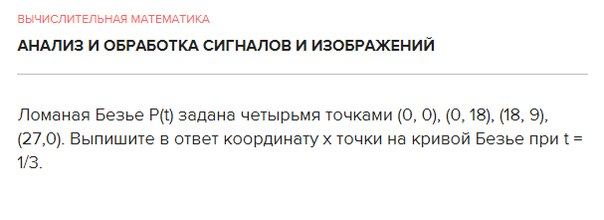 ВЫЧИСЛИТЕЛЬНАЯ МАТЕМАТИКА
АНАЛИЗ И ОБРАБОТКА СИГНАЛОВ И ИЗОБРАЖЕНИЙ
Ломаная Безье P(t) задана четырьмя точками (0, 0), (0, 18), (18, 9),
(27,0). Выпишите в ответ координату x точки на кривой Безье при t =
1/3.